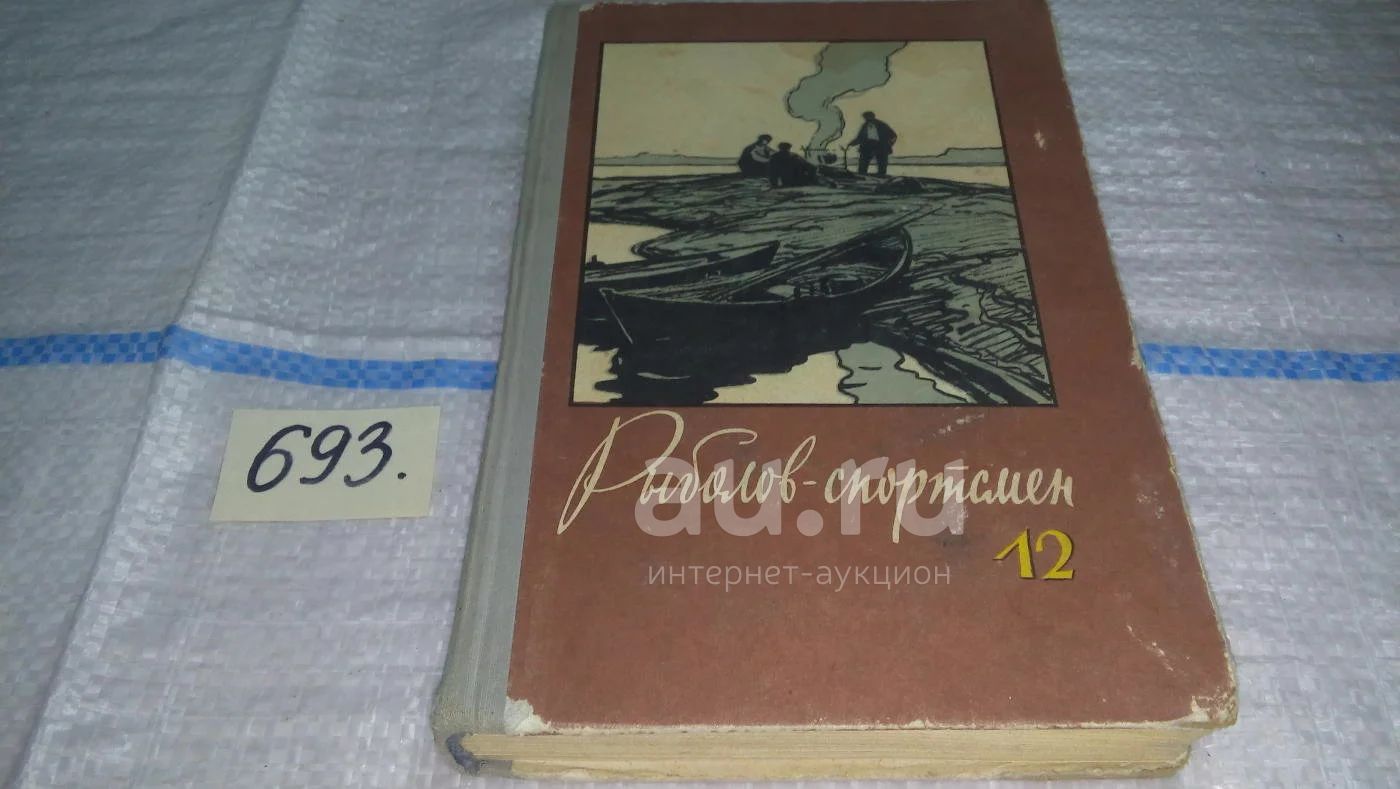 693.
Рыболов-спортсмен
12
au.ru
интернет-аукцион